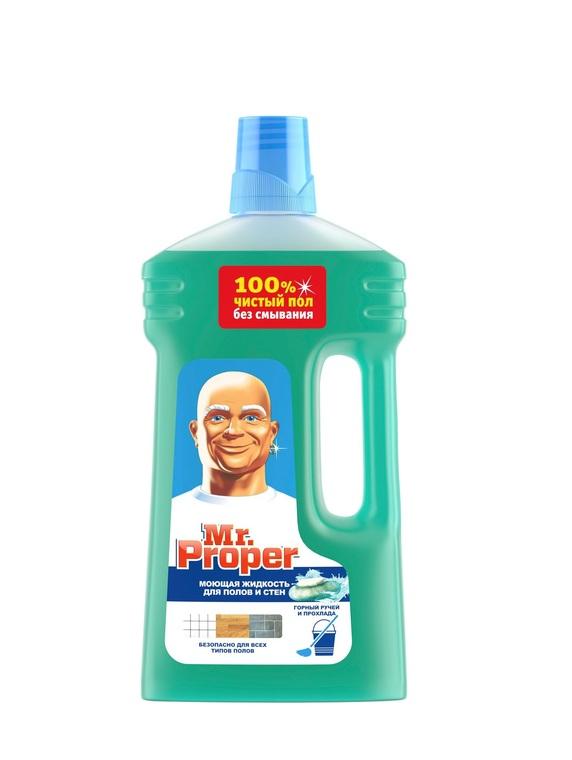 100%
ЧИСТЫЙ ПОЛ
БЕЗ СМЫВАНИЯ
Mr.
Proper
МОЮЩАЯ ЖИДКОСТЬ
ДЛЯ ПОЛОВ И СТЕН
ГОРНЫЙ РУЧЕЙ
И ПРОХЛАДА
БЕЗОПАСНО ДЛЯ ВСЕХ
ТИПОВ ПОЛОВ